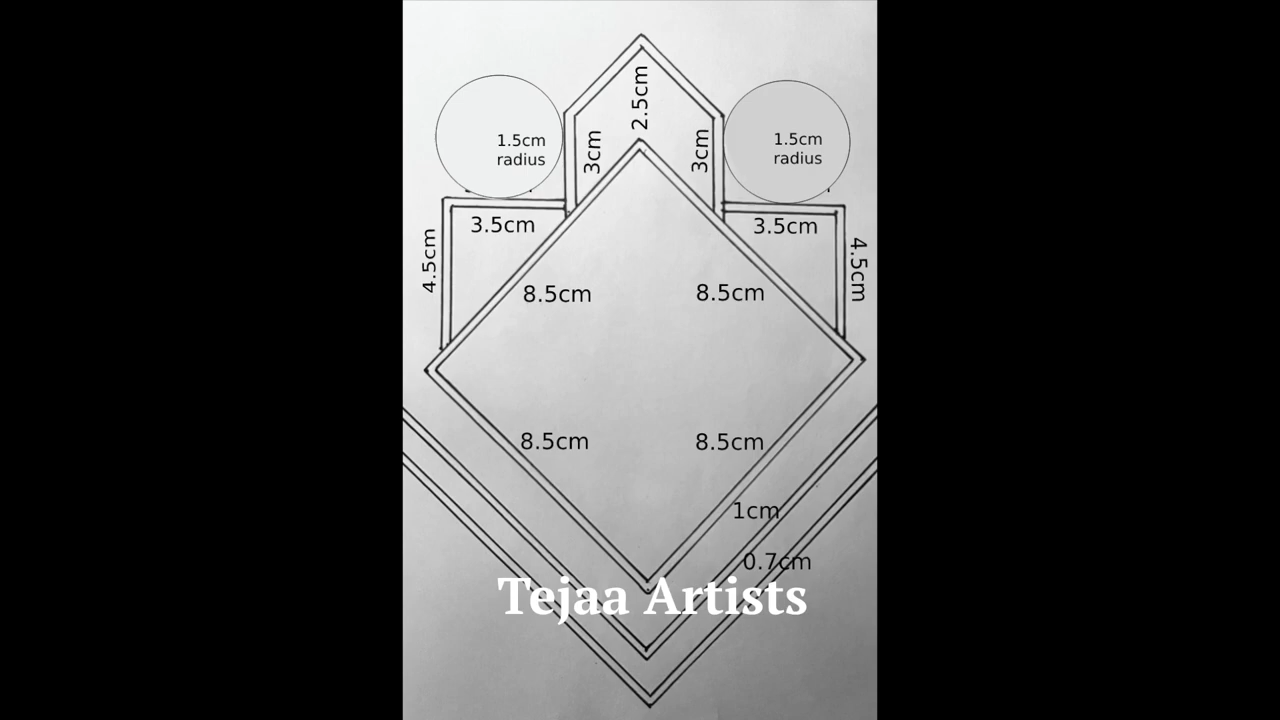 2.5cm
1.5cm
radius
1.5cm
radius
3cm
3cm
3.5cm
3.5cm
4.5cm
4.5cm
8.5cm
8.5cm
8.5cm
8.5cm
1cm
0.7cm
Tejaa Artists